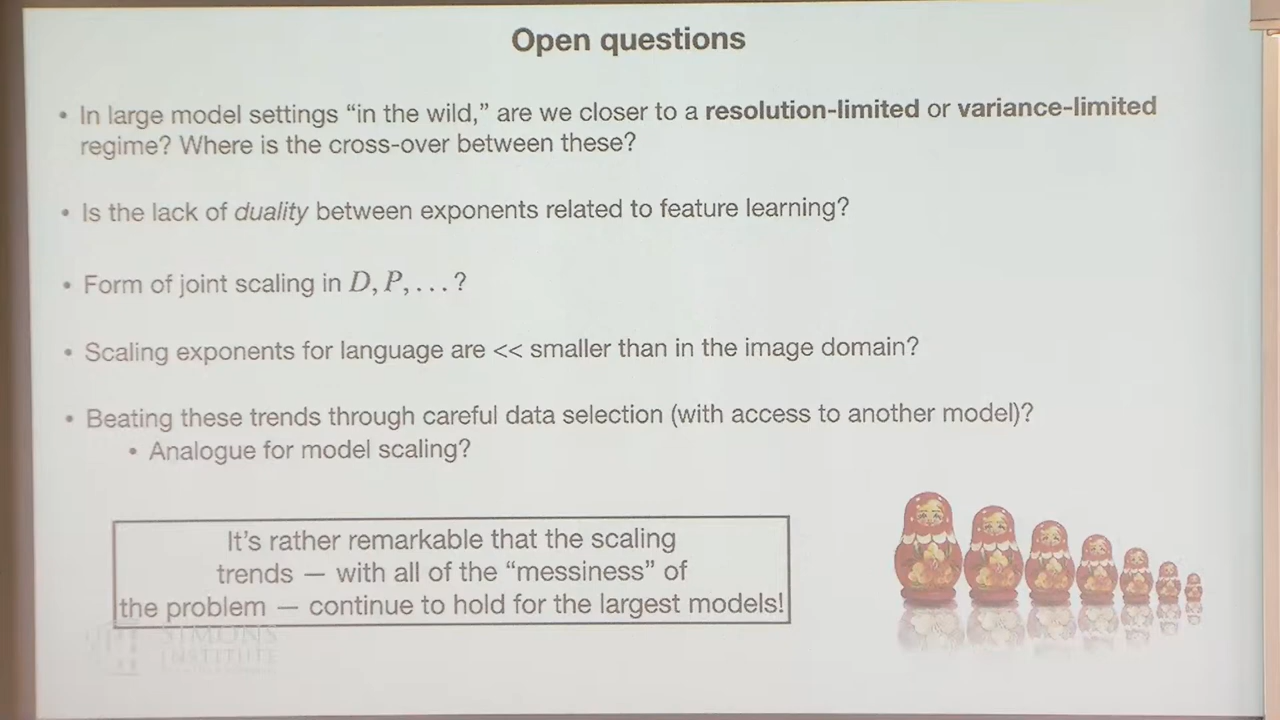 Open questions
• In large model settings “in the wild,” are we closer to a resolution-limited or variance-limited
regime? Where is the cross-over between these?
• Is the lack of duality between exponents related to feature learning?
• Form of joint scaling in D, P, . . . ?
• Scaling exponents for language are << smaller than in the image domain?
• Beating these trends through careful data selection (with access to another model)?
• Analogue for model scaling?
It’s rather remarkable that the scaling
trends — with all of the “messiness” of
the problem — continue to hold for the largest models!
SIMONS
INSTITUTE